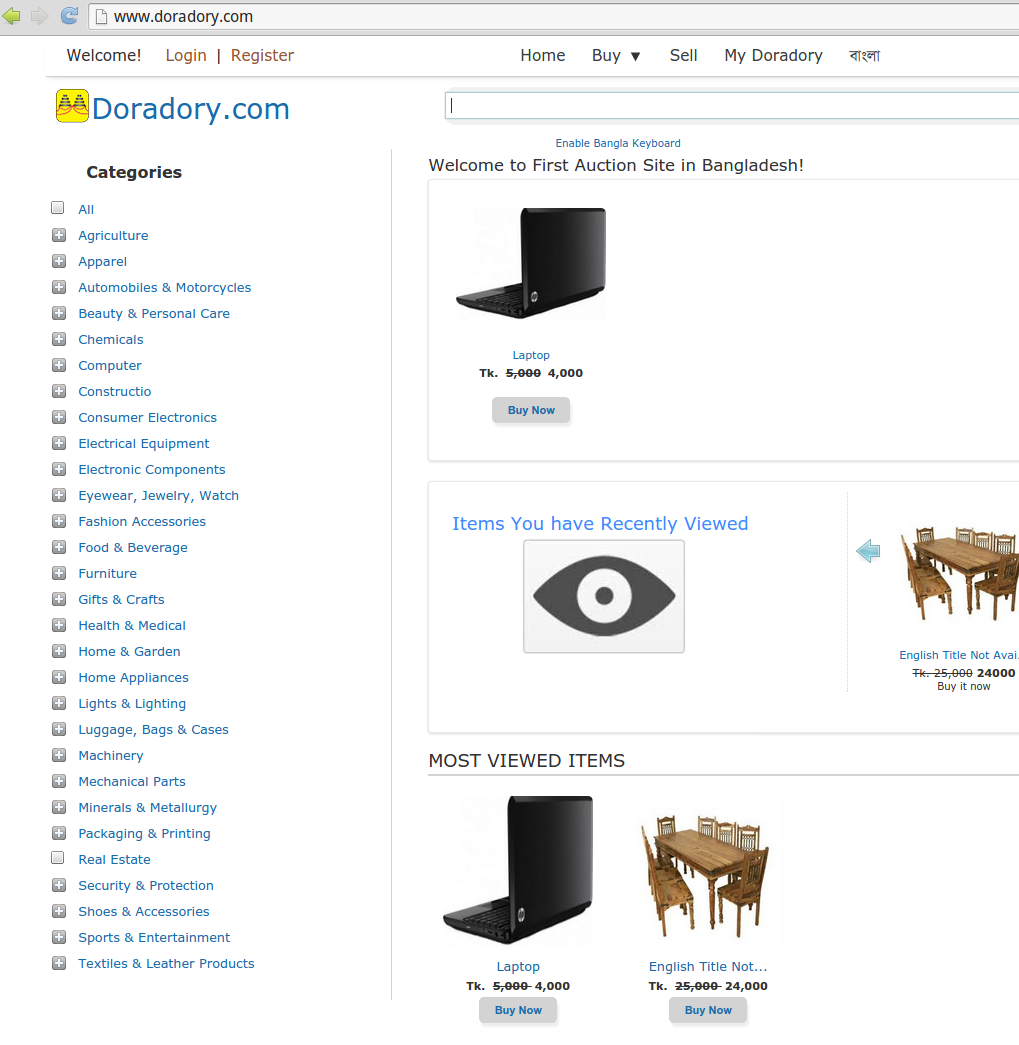 www.doradory.com
Welcome! Login | Register Home Buy ▼ Sell My Doradory বাংলা
Doradory.com
Enable Bangla Keyboard
Categories
Welcome to First Auction Site in Bangladesh!
All
Agriculture
Apparel
Automobiles & Motorcycles
Beauty & Personal Care
Chemicals
Computer
Constructio
Consumer Electronics
Electrical Equipment
Electronic Components
Eyewear, Jewelry, Watch
Fashion Accessories
Food & Beverage
Furniture
Gifts & Crafts
Health & Medical
Home & Garden
Home Appliances
Lights & Lighting
Luggage, Bags & Cases
Machinery
Mechanical Parts
Minerals & Metallurgy
Packaging & Printing
Real Estate
Security & Protection
Shoes & Accessories
Sports & Entertainment
Textiles & Leather Products
Laptop
Tk. 5,000 4,000
Buy Now
Items You have Recently Viewed
English Title Not Avai.
Tk. 25,000 24000
Buy it now
MOST VIEWED ITEMS
Laptop
Tk. 5,000 4,000
Buy Now
English Title Not...
Tk. 25,000 24,000
Buy Now